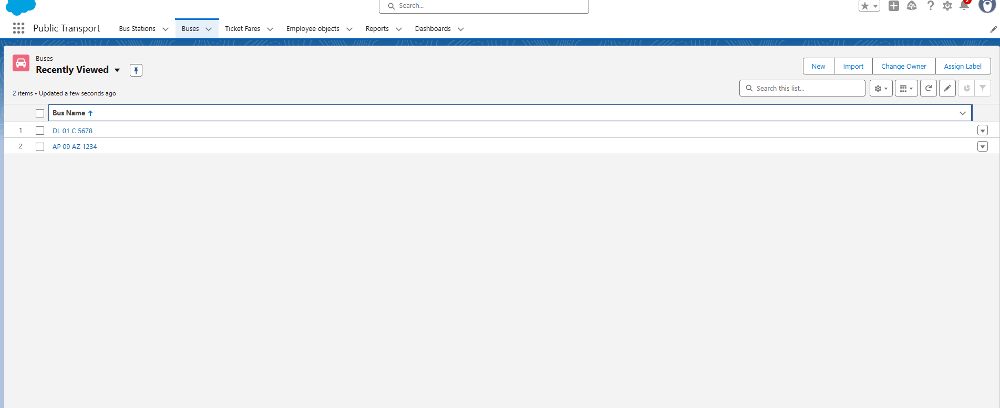 Search...
2
Public Transport
Bus Stations
Buses
Ticket Fares
Employee objects
Reports
Dashboards
Buses
Recently Viewed
New
Import
Change Owner
Assign Label
2 items • Updated a few seconds ago
Search this list...
Bus Name
1 DL 01 C 5678
2 AP 09 AZ 1234